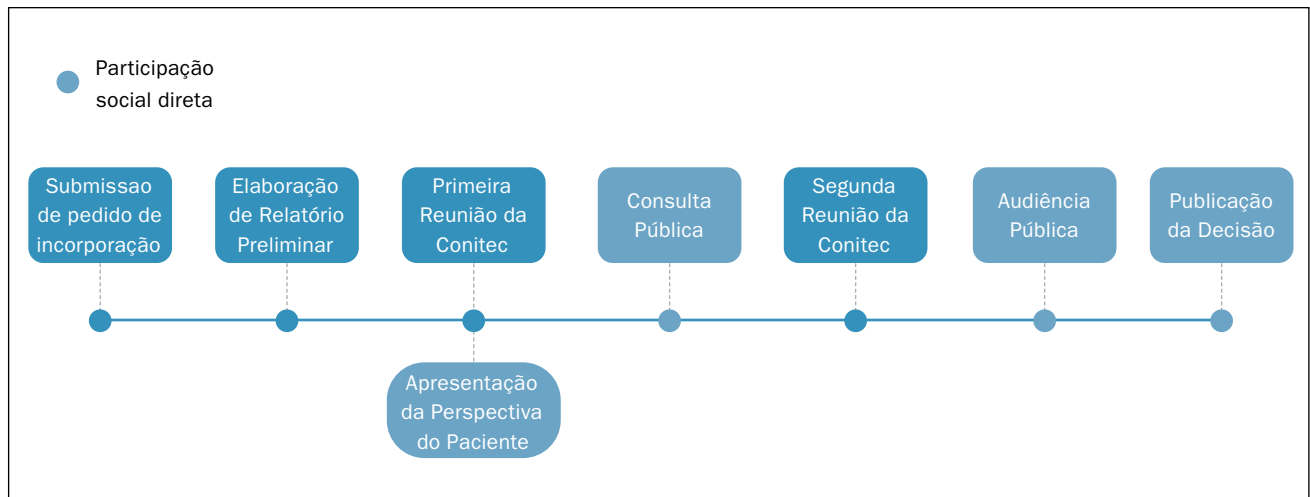 Participação
social direta
Submissao
de pedido de
incorporação
Elaboração
de Relatório
Preliminar
Primeira
Reunião da
Conitec
Consulta
Pública
Segunda
Reunião da
Conitec
Audiência
Pública
Publicação
da Decisão
Apresentação
da Perspectiva
do Paciente